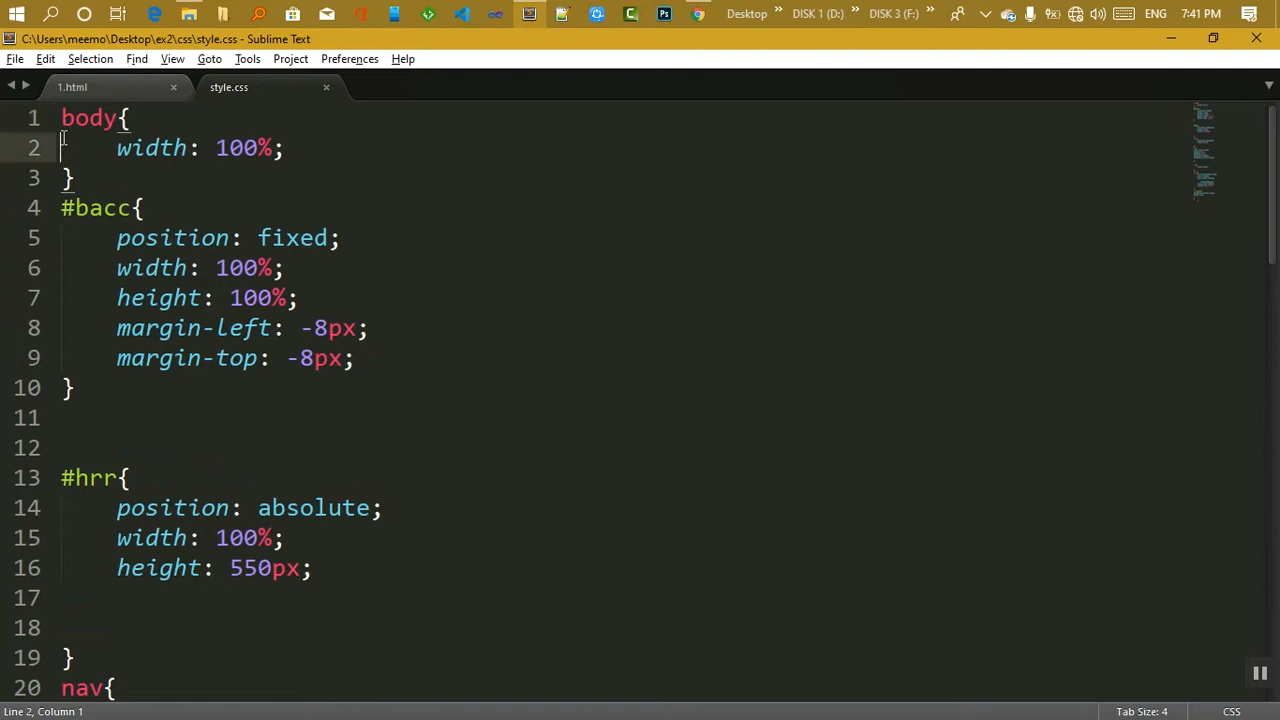 Desktop DISK 1 (D:) DISK 3 (F:) ENG 7:41 PM
C:\Users\meemo\Desktop\ex2\css\style.css - Sublime Text
File Edit Selection Find View Goto Tools Project Preferences Help
1.html style.css
1 body{
2 width: 100%;
3 }
4 #bacc{
5 position: fixed;
6 width: 100%;
7 height: 100%;
8 margin-left: -8px;
9 margin-top: -8px;
10 }
11
12
13 #hrr{
14 position: absolute;
15 width: 100%;
16 height: 550px;
17
18
19 }
20 nav{
Line 2, Column 1 Tab Size: 4 CSS